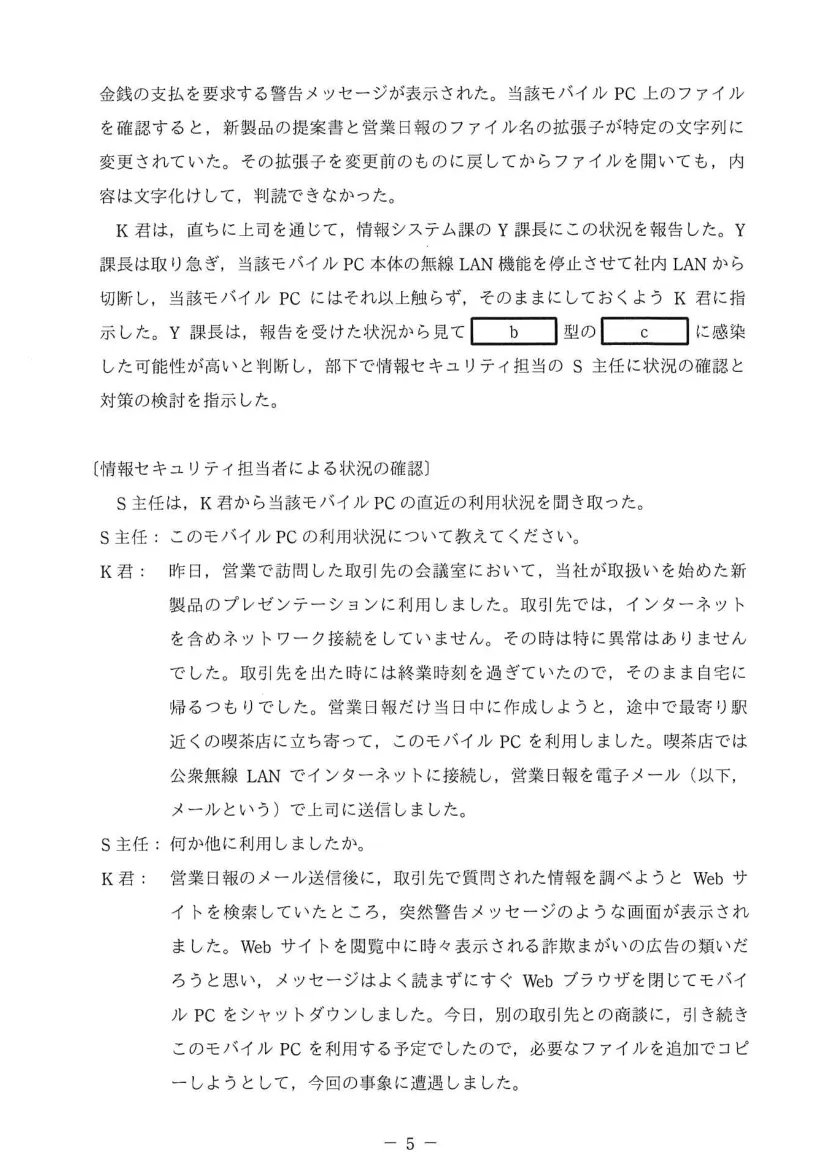 金銭の支払を要求する警告メッセージが表示された。当該モバイル PC 上のファイル
を確認すると，新製品の提案書と営業日報のファイル名の拡張子が特定の文字列に
変更されていた。その拡張子を変更前のものに戻してからファイルを開いても，内
容は文字化けして，判読できなかった。
K 君は，直ちに上司を通じて，情報システム課の Y 課長にこの状況を報告した。Y
課長は取り急ぎ，当該モバイル PC 本体の無線 LAN 機能を停止させて社内 LAN から
切断し，当該モバイル PC にはそれ以上触らず，そのままにしておくよう K 君に指
示した。Y 課長は，報告を受けた状況から見て b 型の c に感染
した可能性が高いと判断し，部下で情報セキュリティ担当の S 主任に状況の確認と
対策の検討を指示した。
〔情報セキュリティ担当者による状況の確認〕
S 主任は，K 君から当該モバイル PC の直近の利用状況を聞き取った。
S 主任：このモバイル PC の利用状況について教えてください。
K 君： 昨日，営業で訪問した取引先の会議室において，当社が取扱いを始めた新
製品のプレゼンテーションに利用しました。取引先では，インターネット
を含めネットワーク接続をしていません。その時は特に異常はありません
でした。取引先を出た時には終業時刻を過ぎていたので，そのまま自宅に
帰るつもりでした。営業日報だけ当日中に作成しようと，途中で最寄り駅
近くの喫茶店に立ち寄って，このモバイル PC を利用しました。喫茶店では
公衆無線 LAN でインターネットに接続し，営業日報を電子メール（以下，
メールという）で上司に送信しました。
S 主任：何か他に利用しましたか。
K 君： 営業日報のメール送信後に，取引先で質問された情報を調べようと Web サ
イトを検索していたところ，突然警告メッセージのような画面が表示され
ました。Web サイトを閲覧中に時々表示される詐欺まがいの広告の類いだ
ろうと思い，メッセージはよく読まずにすぐ Web ブラウザを閉じてモバイ
ル PC をシャットダウンしました。今日，別の取引先との商談に，引き続き
このモバイル PC を利用する予定でしたので，必要なファイルを追加でコピ
ーしようとして，今回の事象に遭遇しました。
－ 5 －